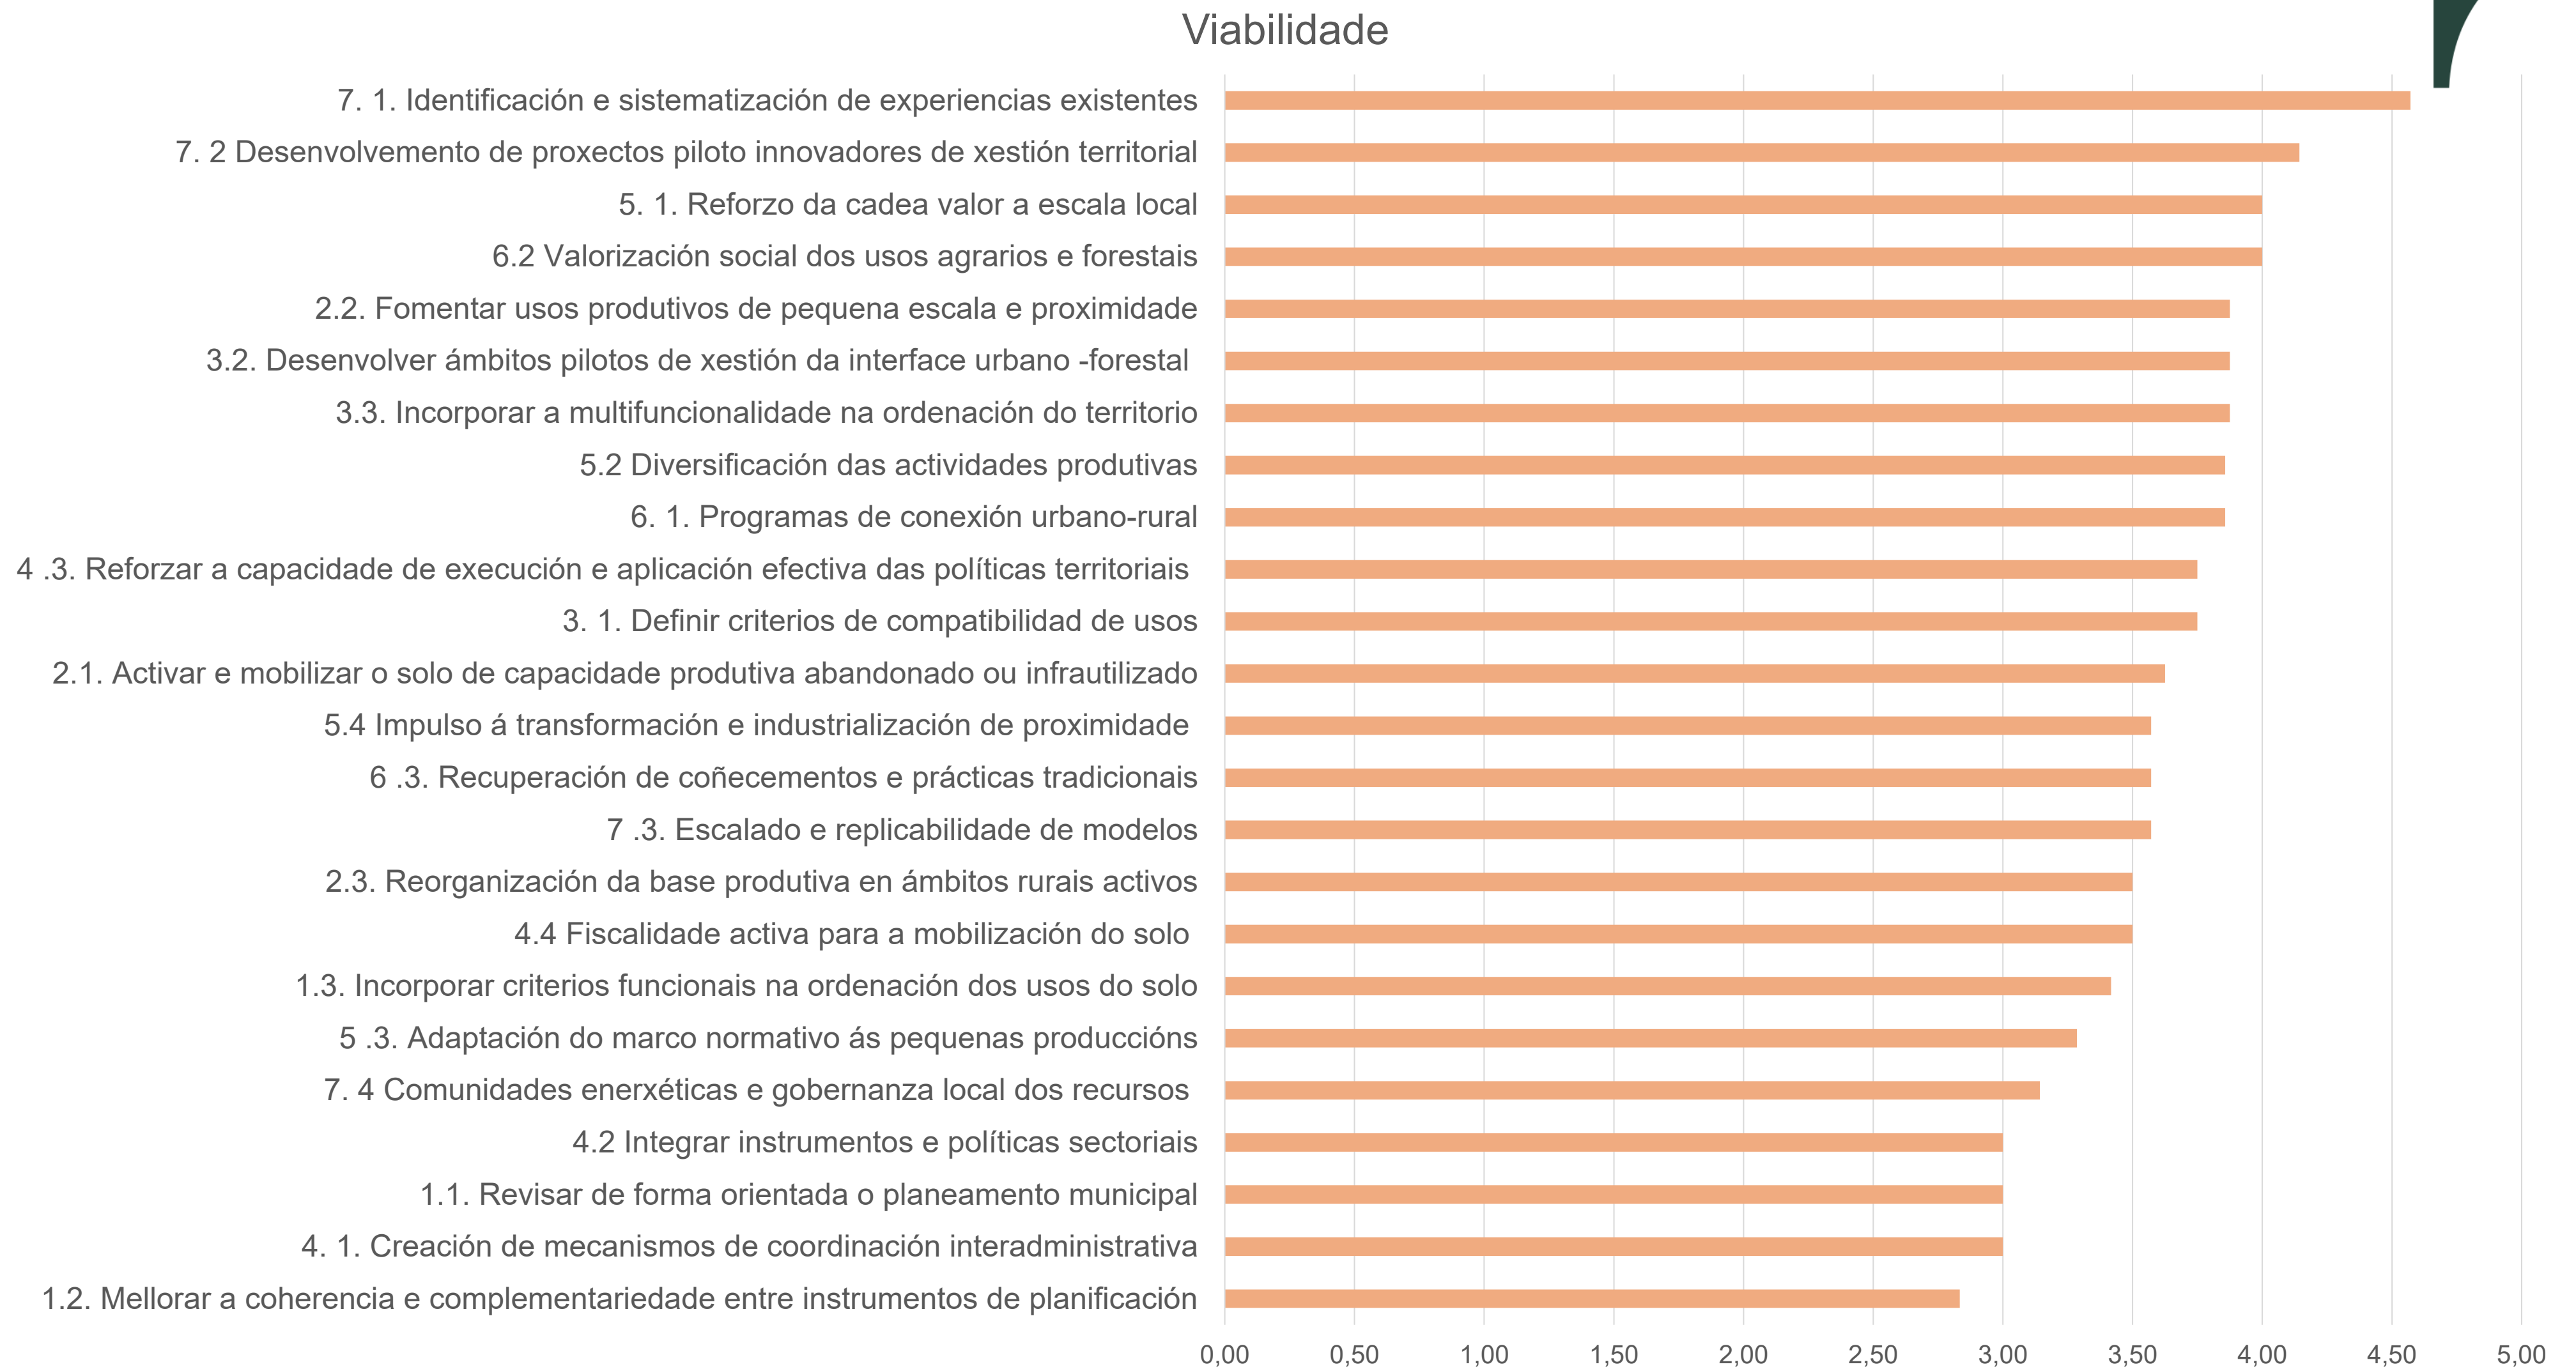 Viabilidade
7. 1. Identificación e sistematización de experiencias existentes
7. 2 Desenvolvemento de proxectos piloto innovadores de xestión territorial
5. 1. Reforzo da cadea valor a escala local
6.2 Valorización social dos usos agrarios e forestais
2.2. Fomentar usos produtivos de pequena escala e proximidade
3.2. Desenvolver ámbitos pilotos de xestión da interface urbano -forestal
3.3. Incorporar a multifuncionalidade na ordenación do territorio
5.2 Diversificación das actividades produtivas
6. 1. Programas de conexión urbano-rural
4 .3. Reforzar a capacidade de execución e aplicación efectiva das políticas territoriais
3. 1. Definir criterios de compatibilidad de usos
2.1. Activar e mobilizar o solo de capacidade produtiva abandonado ou infrautilizado
5.4 Impulso á transformación e industrialización de proximidade
6 .3. Recuperación de coñecementos e prácticas tradicionais
7 .3. Escalado e replicabilidade de modelos
2.3. Reorganización da base produtiva en ámbitos rurais activos
4.4 Fiscalidade activa para a mobilización do solo
1.3. Incorporar criterios funcionais na ordenación dos usos do solo
5 .3. Adaptación do marco normativo ás pequenas produccións
7. 4 Comunidades enerxéticas e gobernanza local dos recursos
4.2 Integrar instrumentos e políticas sectoriais
1.1. Revisar de forma orientada o planeamento municipal
4. 1. Creación de mecanismos de coordinación interadministrativa
1.2. Mellorar a coherencia e complementariedade entre instrumentos de planificación
0,00 0,50 1,00 1,50 2,00 2,50 3,00 3,50 4,00 4,50 5,00